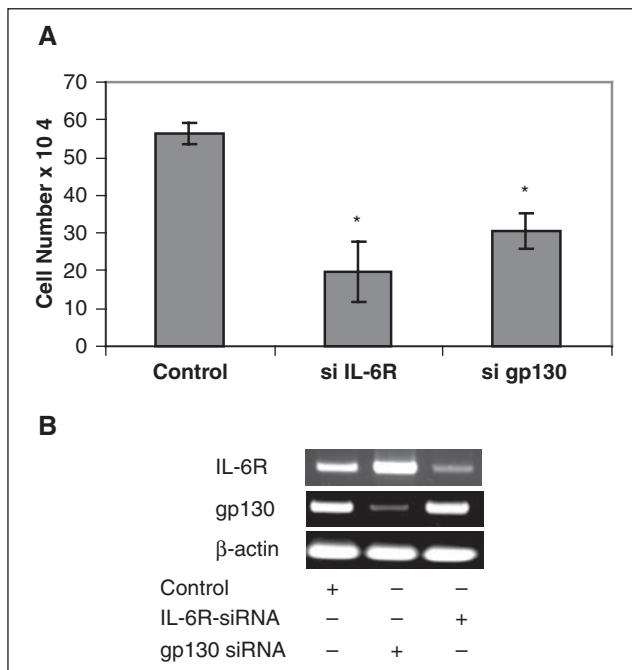 A
Cell Number x 10 4
70
60
50
40
30
20
10
0
*
*
Control
si IL-6R
si gp130
B
IL-6R
gp130
β-actin
Control + – –
IL-6R-siRNA – – +
gp130 siRNA – + –